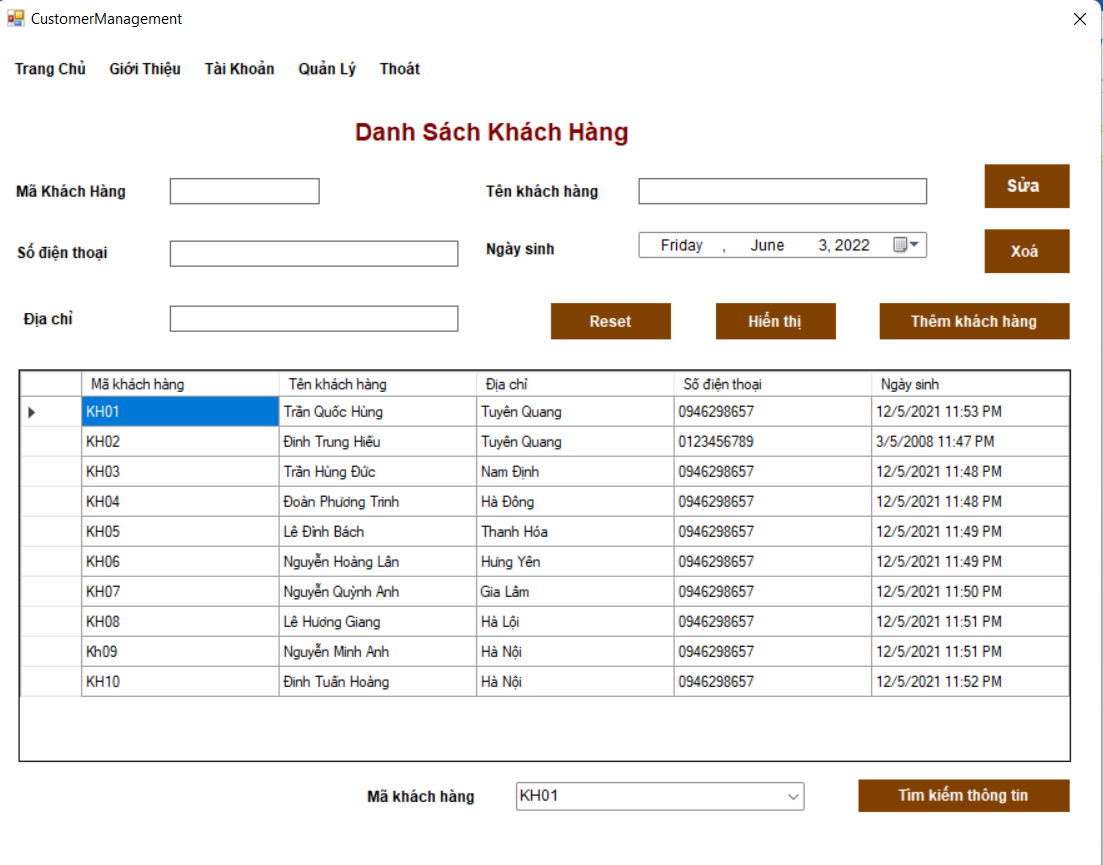 CustomerManagement
Trang Chủ Giới Thiệu Tài Khoản Quản Lý Thoát
Danh Sách Khách Hàng
Mã Khách Hàng Tên khách hàng Sửa
Số điện thoại Ngày sinh Friday , June 3, 2022 Xoá
Địa chỉ Reset Hiển thị Thêm khách hàng
Mã khách hàng Tên khách hàng Địa chỉ Số điện thoại Ngày sinh
KH01 Trần Quốc Hùng Tuyên Quang 0946298657 12/5/2021 11:53 PM
KH02 Đinh Trung Hiếu Tuyên Quang 0123456789 3/5/2008 11:47 PM
KH03 Trần Hùng Đức Nam Định 0946298657 12/5/2021 11:48 PM
KH04 Đoàn Phương Trinh Hà Đông 0946298657 12/5/2021 11:48 PM
KH05 Lê Đình Bách Thanh Hóa 0946298657 12/5/2021 11:49 PM
KH06 Nguyễn Hoàng Lân Hưng Yên 0946298657 12/5/2021 11:49 PM
KH07 Nguyễn Quỳnh Anh Gia Lâm 0946298657 12/5/2021 11:50 PM
KH08 Lê Hương Giang Hà Lội 0946298657 12/5/2021 11:51 PM
Kh09 Nguyễn Minh Anh Hà Nội 0946298657 12/5/2021 11:51 PM
KH10 Đinh Tuấn Hoàng Hà Nội 0946298657 12/5/2021 11:52 PM
Mã khách hàng KH01 Tìm kiếm thông tin